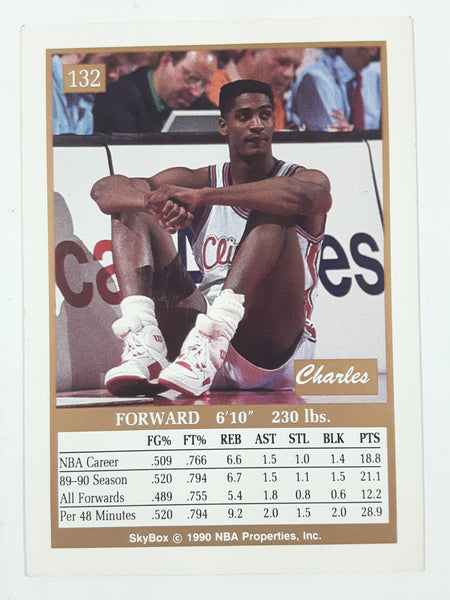 132
ca es
Cli
Charles
FORWARD 6'10" 230 lbs.
FG% FT% REB AST STL BLK PTS
NBA Career .509 .766 6.6 1.5 1.0 1.4 18.8
89-90 Season .520 .794 6.7 1.5 1.1 1.5 21.1
All Forwards .489 .755 5.4 1.8 0.8 0.6 12.2
Per 48 Minutes .520 .794 9.2 2.0 1.5 2.0 28.9
SkyBox © 1990 NBA Properties, Inc.